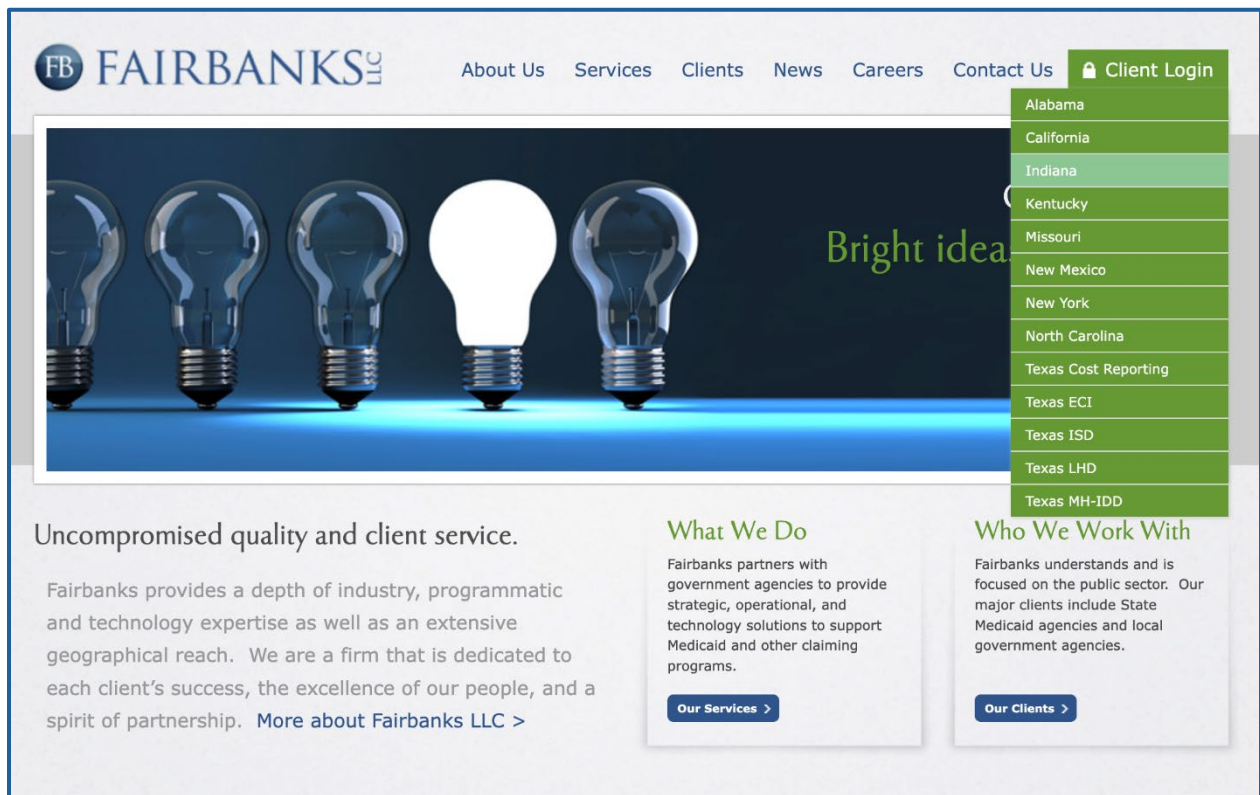 FB FAIRBANKS LLC
About Us Services Clients News Careers Contact Us Client Login
Alabama
California
Indiana
Kentucky
Missouri
New Mexico
New York
North Carolina
Texas Cost Reporting
Texas ECI
Texas ISD
Texas LHD
Texas MH-IDD
Bright
Uncompromised quality and client service.
Fairbanks provides a depth of industry, programmatic
and technology expertise as well as an extensive
geographical reach. We are a firm that is dedicated to
each client's success, the excellence of our people, and a
spirit of partnership. More about Fairbanks LLC >
What We Do
Fairbanks partners with
government agencies to provide
strategic, operational, and
technology solutions to support
Medicaid and other claiming
programs.
Our Services >
Who We Work With
Fairbanks understands and is
focused on the public sector. Our
major clients include State
Medicaid agencies and local
government agencies.
Our Clients >